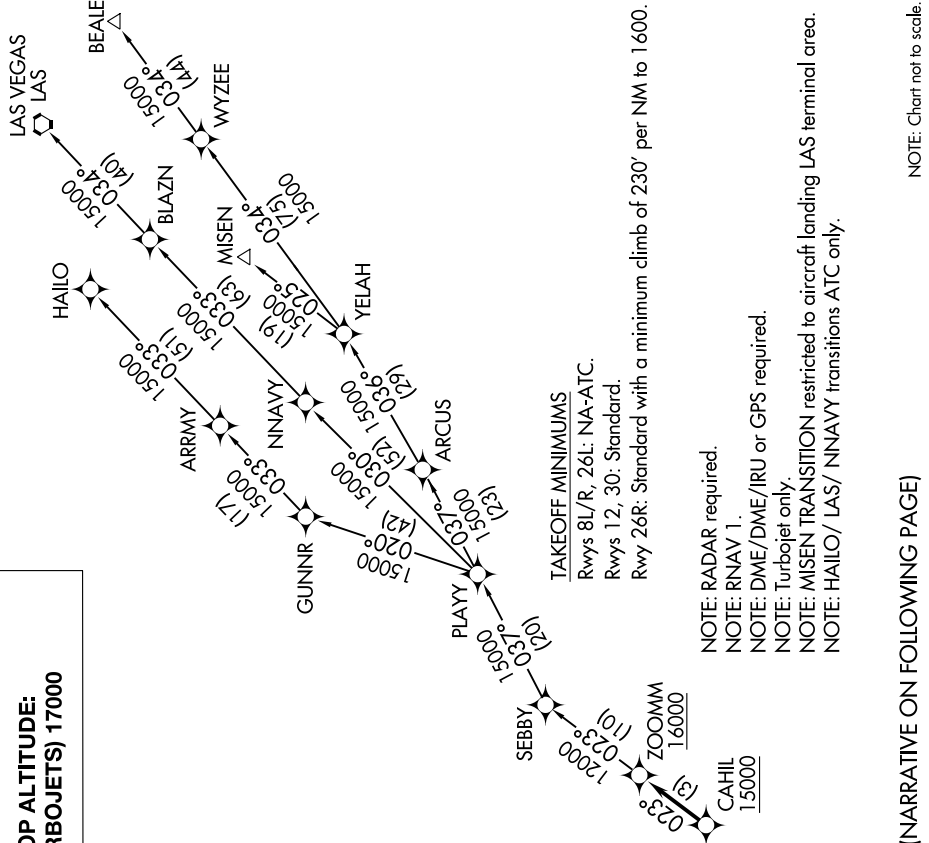 OP ALTITUDE:
RBOJETS) 17000
LAS VEGAS
LAS
BEALE
15000
034°
(44)
WYZEE
15000
034°
(40)
BLAZN
HAILO
15000
033°
(51)
15000
033°
(63)
MISEN
034°
(75)
15000
(19)
15000
025°
YELAH
ARRMY
NNAVY
15000
036°
(29)
(17)
15000
033°
15000
030°
(52)
ARCUS
GUNNR
15000
020°
(42)
037°
15000
(23)
PLAYY
15000
037°
(20)
SEBBY
12000
023°
(10)
ZOOMM
16000
023°
(3)
CAHIL
15000
TAKEOFF MINIMUMS
Rwys 8L/R, 26L: NA-ATC.
Rwys 12, 30: Standard.
Rwy 26R: Standard with a minimum climb of 230' per NM to 1600.
NOTE: RADAR required.
NOTE: RNAV 1.
NOTE: DME/DME/IRU or GPS required.
NOTE: Turbojet only.
NOTE: MISEN TRANSITION restricted to aircraft landing LAS terminal area.
NOTE: HAILO/ LAS/ NNAVY transitions ATC only.
(NARRATIVE ON FOLLOWING PAGE)
NOTE: Chart not to scale.